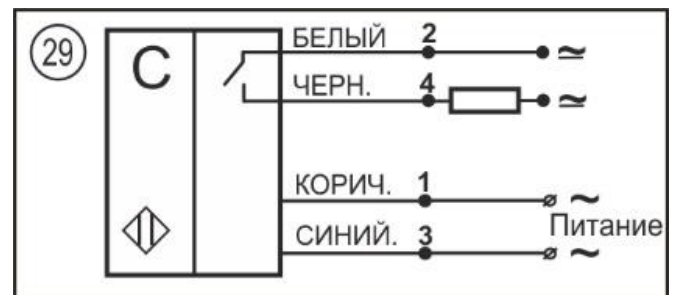 29
С
БЕЛЫЙ 2 ≃
ЧЕРН. 4 ≃
КОРИЧ. 1 ~
Питание
СИНИЙ. 3 ~